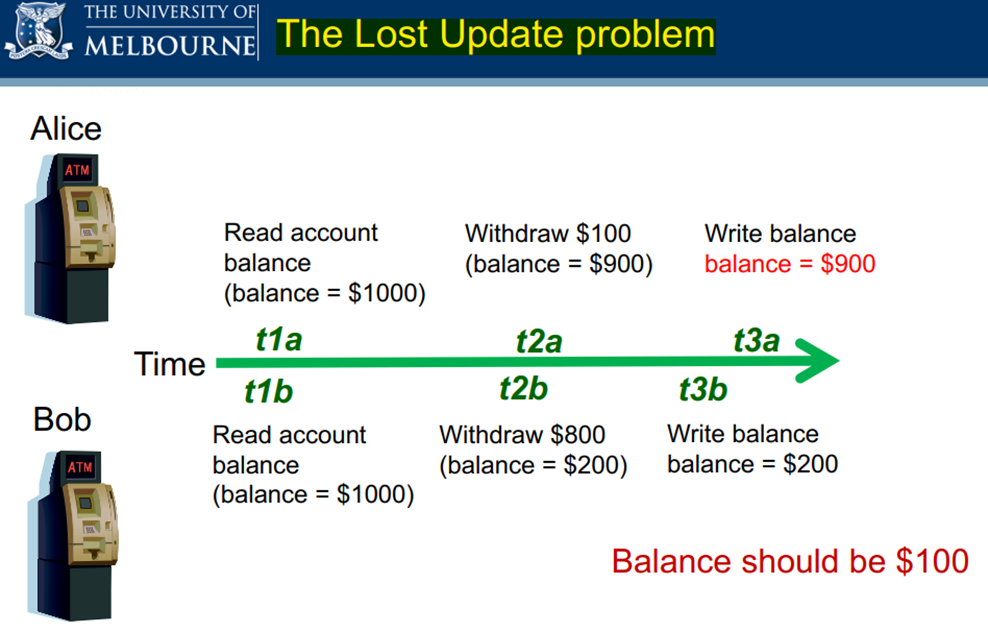 THE UNIVERSITY OF
MELBOURNE
The Lost Update problem
Alice
ATM
Read account
balance
(balance = $1000)
Withdraw $100
(balance = $900)
Write balance
balance = $900
t1a
t2a
t3a
Time
t1b
t2b
t3b
Bob
ATM
Read account
balance
(balance = $1000)
Withdraw $800
(balance = $200)
Write balance
balance = $200
Balance should be $100